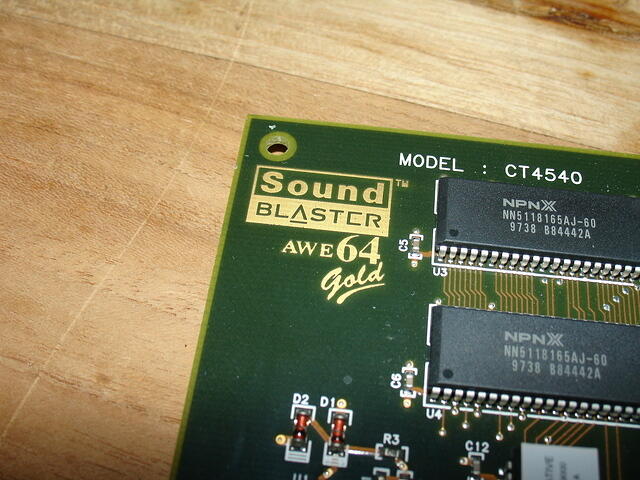 MODEL : CT4540
Sound™
BLASTER
AWE64
Gold
NPNX
NN5118165AJ-60
9738 B84442A
C5
U3
NPNX
NN5118165AJ-60
9738 B84442A
C6
U4
D2 D1
R3
C12